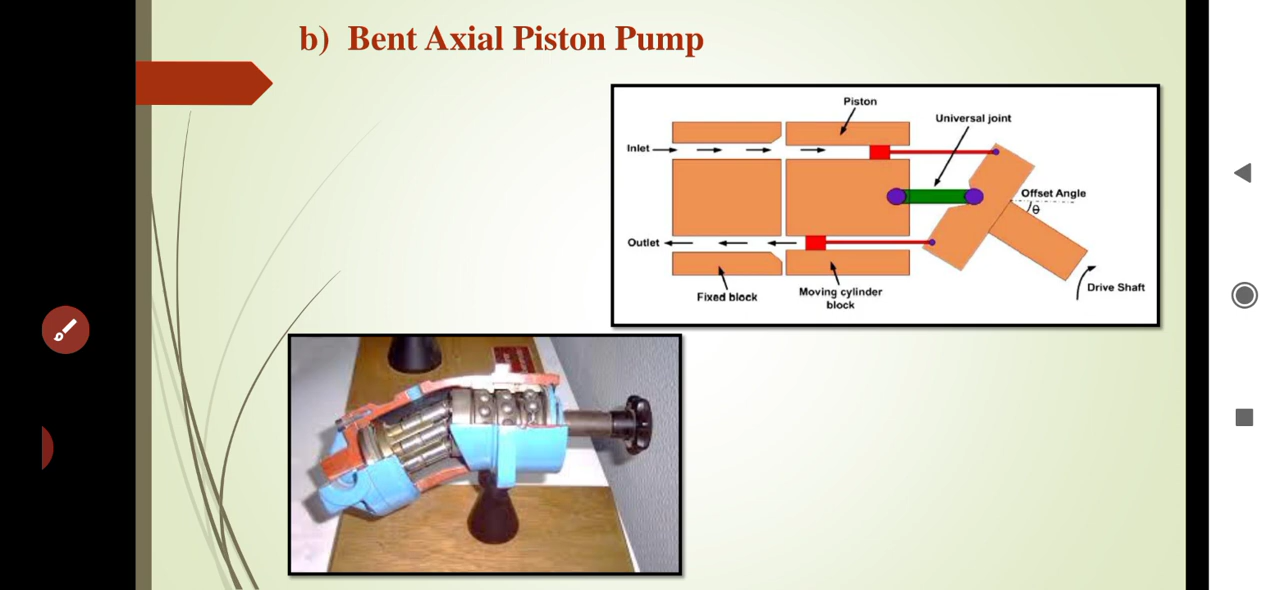 b) Bent Axial Piston Pump
Piston
Universal joint
Inlet
Offset Angle
θ
Outlet
Drive Shaft
Fixed block
Moving cylinder
block